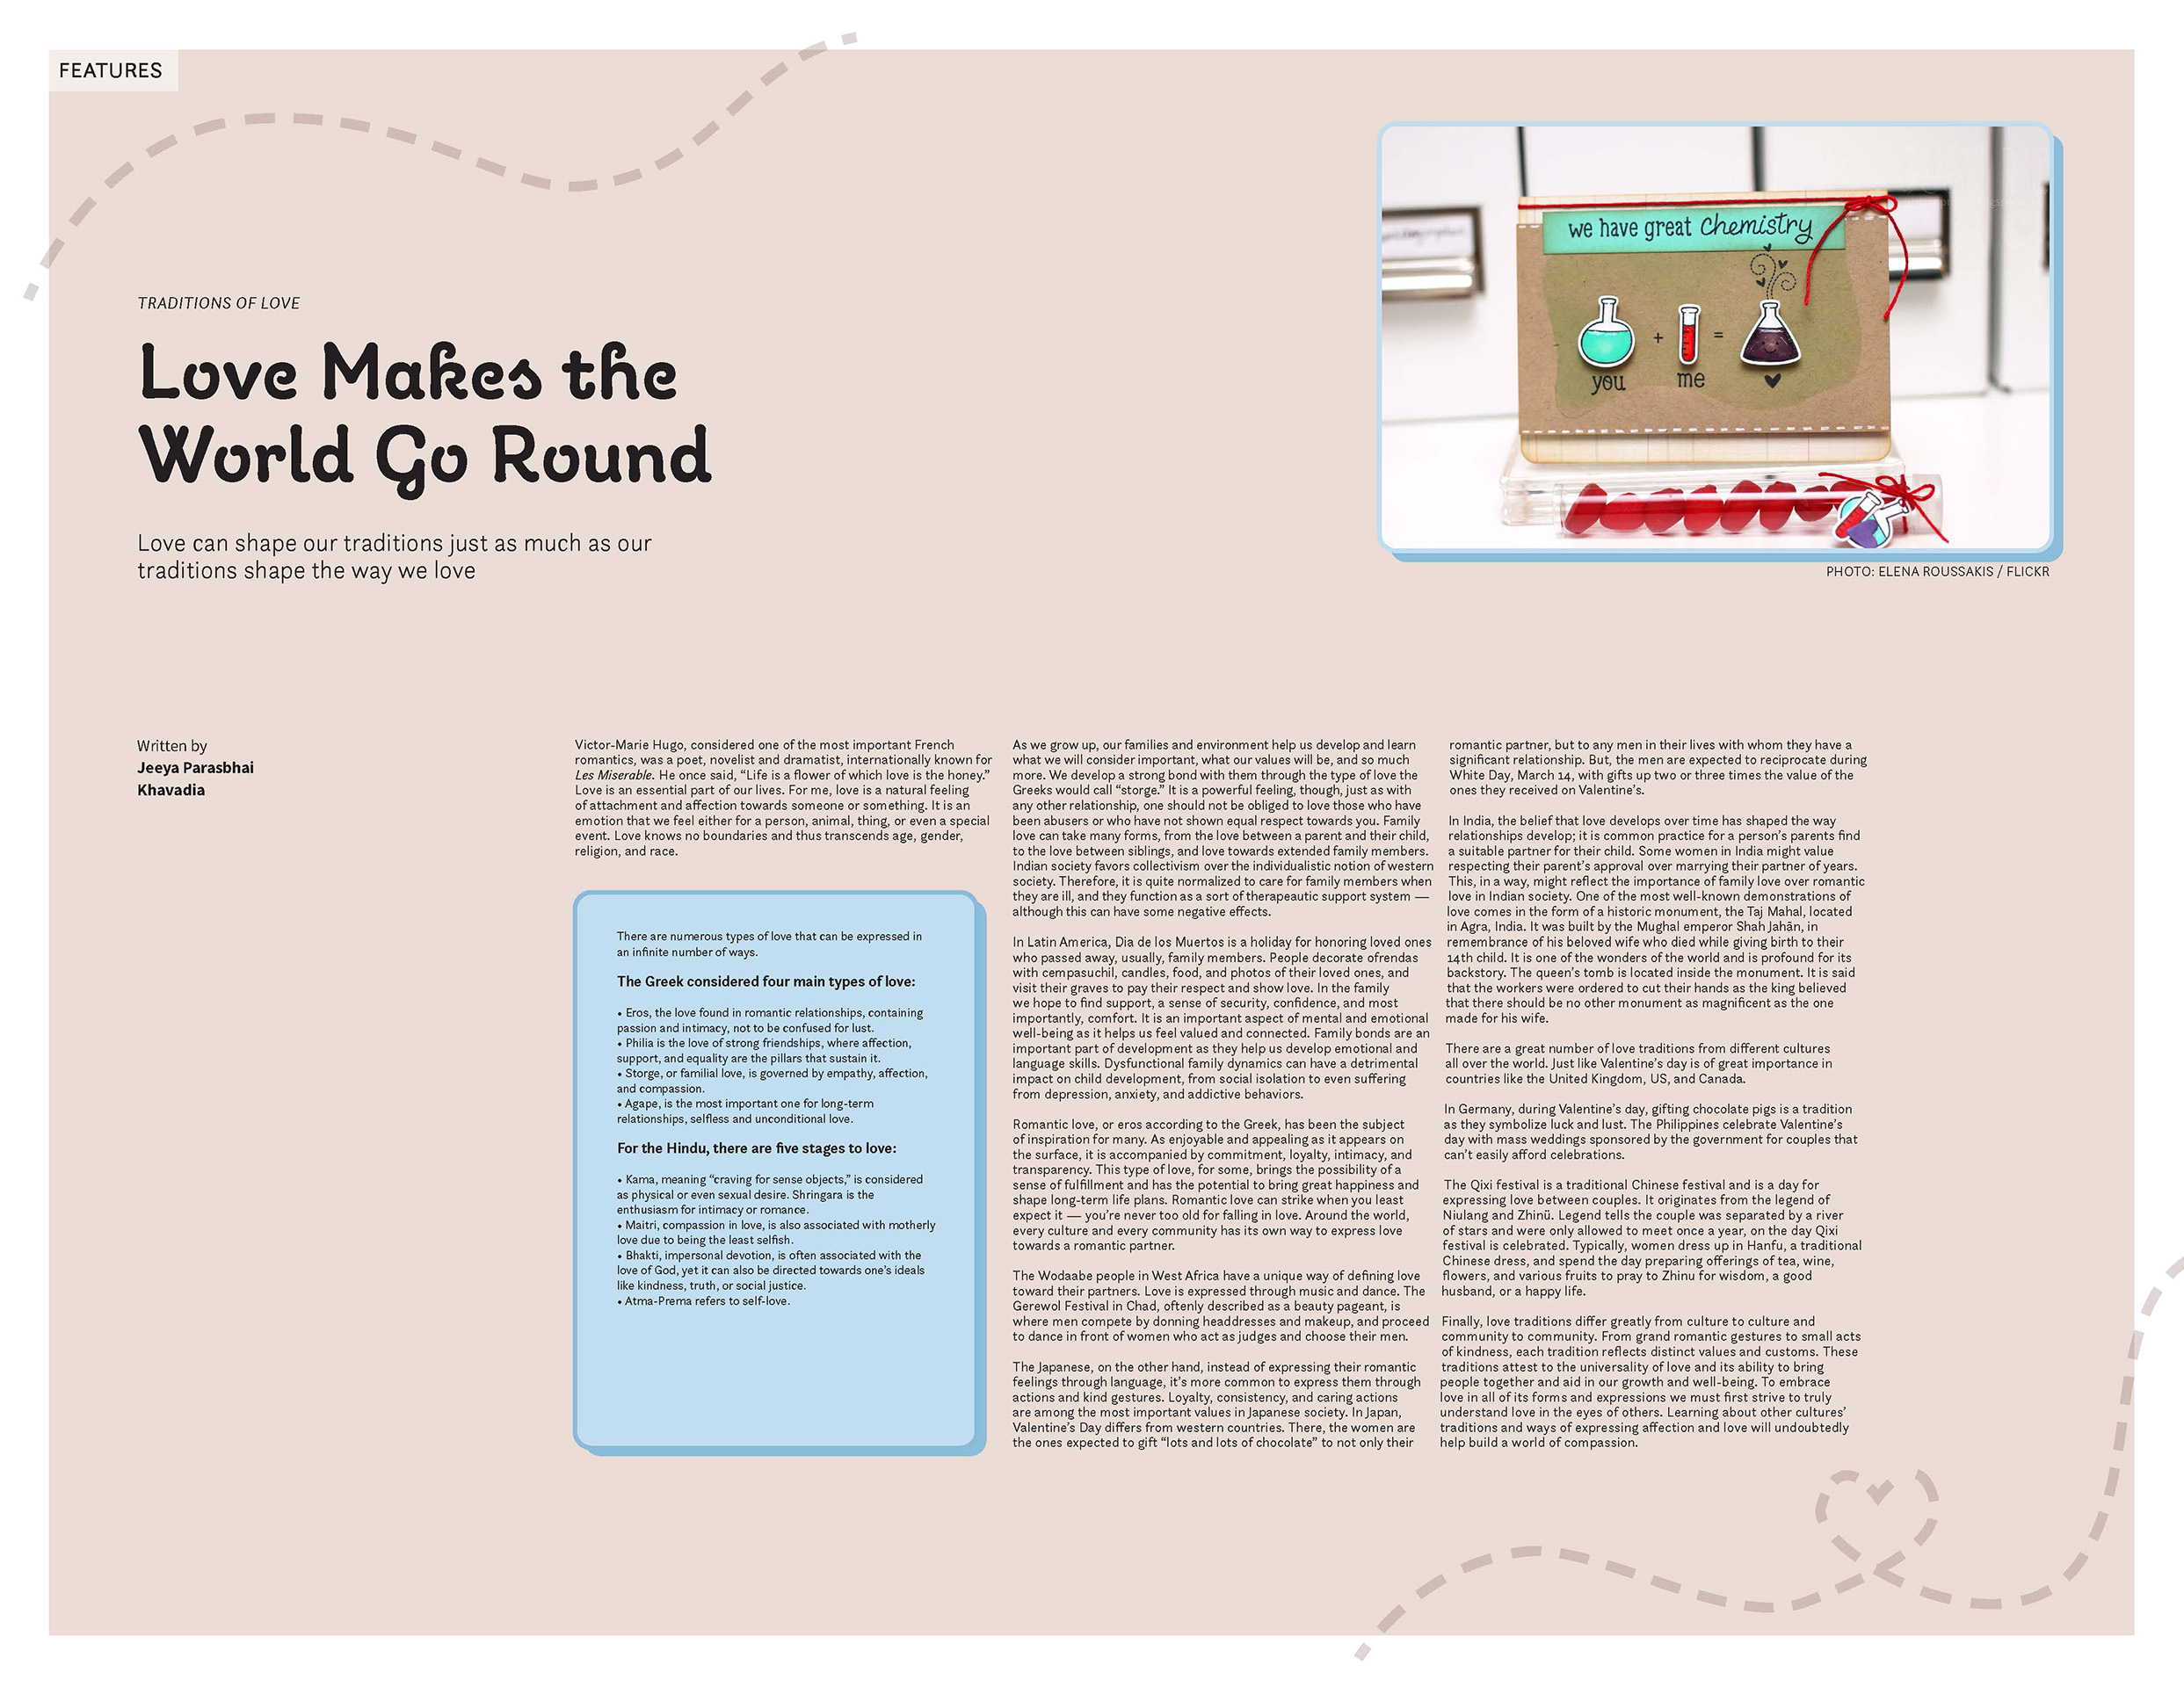 FEATURES
TRADITIONS OF LOVE
Love Makes the
World Go Round
Love can shape our traditions just as much as our
traditions shape the way we love
we have great Chemistry
+
=
you
me
PHOTO: ELENA ROUSSAKIS / FLICKR
Written by
Jeeya Parasbhai
Khavadia
Victor-Marie Hugo, considered one of the most important French
romantics, was a poet, novelist and dramatist, internationally known for
Les Miserable. He once said, “Life is a flower of which love is the honey.”
Love is an essential part of our lives. For me, love is a natural feeling
of attachment and affection towards someone or something. It is an
emotion that we feel either for a person, animal, thing, or even a special
event. Love knows no boundaries and thus transcends age, gender,
religion, and race.
There are numerous types of love that can be expressed in
an infinite number of ways.
The Greek considered four main types of love:
• Eros, the love found in romantic relationships, containing
passion and intimacy, not to be confused for lust.
• Philia is the love of strong friendships, where affection,
support, and equality are the pillars that sustain it.
• Storge, or familial love, is governed by empathy, affection,
and compassion.
• Agape, is the most important one for long-term
relationships, selfless and unconditional love.
For the Hindu, there are five stages to love:
• Kama, meaning “craving for sense objects,” is considered
as physical or even sexual desire. Shringara is the
enthusiasm for intimacy or romance.
• Maitri, compassion in love, is also associated with motherly
love due to being the least selfish.
• Bhakti, impersonal devotion, is often associated with the
love of God, yet it can also be directed towards one’s ideals
like kindness, truth, or social justice.
• Atma-Prema refers to self-love.
As we grow up, our families and environment help us develop and learn
what we will consider important, what our values will be, and so much
more. We develop a strong bond with them through the type of love the
Greeks would call “storge.” It is a powerful feeling, though, just as with
any other relationship, one should not be obliged to love those who have
been abusers or who have not shown equal respect towards you. Family
love can take many forms, from the love between a parent and their child,
to the love between siblings, and love towards extended family members.
Indian society favors collectivism over the individualistic notion of western
society. Therefore, it is quite normalized to care for family members when
they are ill, and they function as a sort of therapeautic support system —
although this can have some negative effects.
In Latin America, Dia de los Muertos is a holiday for honoring loved ones
who passed away, usually, family members. People decorate ofrendas
with cempasuchil, candles, food, and photos of their loved ones, and
visit their graves to pay their respect and show love. In the family
we hope to find support, a sense of security, confidence, and most
importantly, comfort. It is an important aspect of mental and emotional
well-being as it helps us feel valued and connected. Family bonds are an
important part of development as they help us develop emotional and
language skills. Dysfunctional family dynamics can have a detrimental
impact on child development, from social isolation to even suffering
from depression, anxiety, and addictive behaviors.
Romantic love, or eros according to the Greek, has been the subject
of inspiration for many. As enjoyable and appealing as it appears on
the surface, it is accompanied by commitment, loyalty, intimacy, and
transparency. This type of love, for some, brings the possibility of a
sense of fulfillment and has the potential to bring great happiness and
shape long-term life plans. Romantic love can strike when you least
expect it — you’re never too old for falling in love. Around the world,
every culture and every community has its own way to express love
towards a romantic partner.
The Wodaabe people in West Africa have a unique way of defining love
toward their partners. Love is expressed through music and dance. The
Gerewol Festival in Chad, oftenly described as a beauty pageant, is
where men compete by donning headdresses and makeup, and proceed
to dance in front of women who act as judges and choose their men.
The Japanese, on the other hand, instead of expressing their romantic
feelings through language, it’s more common to express them through
actions and kind gestures. Loyalty, consistency, and caring actions
are among the most important values in Japanese society. In Japan,
Valentine’s Day differs from western countries. There, the women are
the ones expected to gift “lots and lots of chocolate” to not only their
romantic partner, but to any men in their lives with whom they have a
significant relationship. But, the men are expected to reciprocate during
White Day, March 14, with gifts up two or three times the value of the
ones they received on Valentine’s.
In India, the belief that love develops over time has shaped the way
relationships develop; it is common practice for a person’s parents find
a suitable partner for their child. Some women in India might value
respecting their parent’s approval over marrying their partner of years.
This, in a way, might reflect the importance of family love over romantic
love in Indian society. One of the most well-known demonstrations of
love comes in the form of a historic monument, the Taj Mahal, located
in Agra, India. It was built by the Mughal emperor Shah Jahān, in
remembrance of his beloved wife who died while giving birth to their
14th child. It is one of the wonders of the world and is profound for its
backstory. The queen’s tomb is located inside the monument. It is said
that the workers were ordered to cut their hands as the king believed
that there should be no other monument as magnificent as the one
made for his wife.
There are a great number of love traditions from different cultures
all over the world. Just like Valentine’s day is of great importance in
countries like the United Kingdom, US, and Canada.
In Germany, during Valentine’s day, gifting chocolate pigs is a tradition
as they symbolize luck and lust. The Philippines celebrate Valentine’s
day with mass weddings sponsored by the government for couples that
can’t easily afford celebrations.
The Qixi festival is a traditional Chinese festival and is a day for
expressing love between couples. It originates from the legend of
Niulang and Zhinü. Legend tells the couple was separated by a river
of stars and were only allowed to meet once a year, on the day Qixi
festival is celebrated. Typically, women dress up in Hanfu, a traditional
Chinese dress, and spend the day preparing offerings of tea, wine,
flowers, and various fruits to pray to Zhinu for wisdom, a good
husband, or a happy life.
Finally, love traditions differ greatly from culture to culture and
community to community. From grand romantic gestures to small acts
of kindness, each tradition reflects distinct values and customs. These
traditions attest to the universality of love and its ability to bring
people together and aid in our growth and well-being. To embrace
love in all of its forms and expressions we must first strive to truly
understand love in the eyes of others. Learning about other cultures’
traditions and ways of expressing affection and love will undoubtedly
help build a world of compassion.